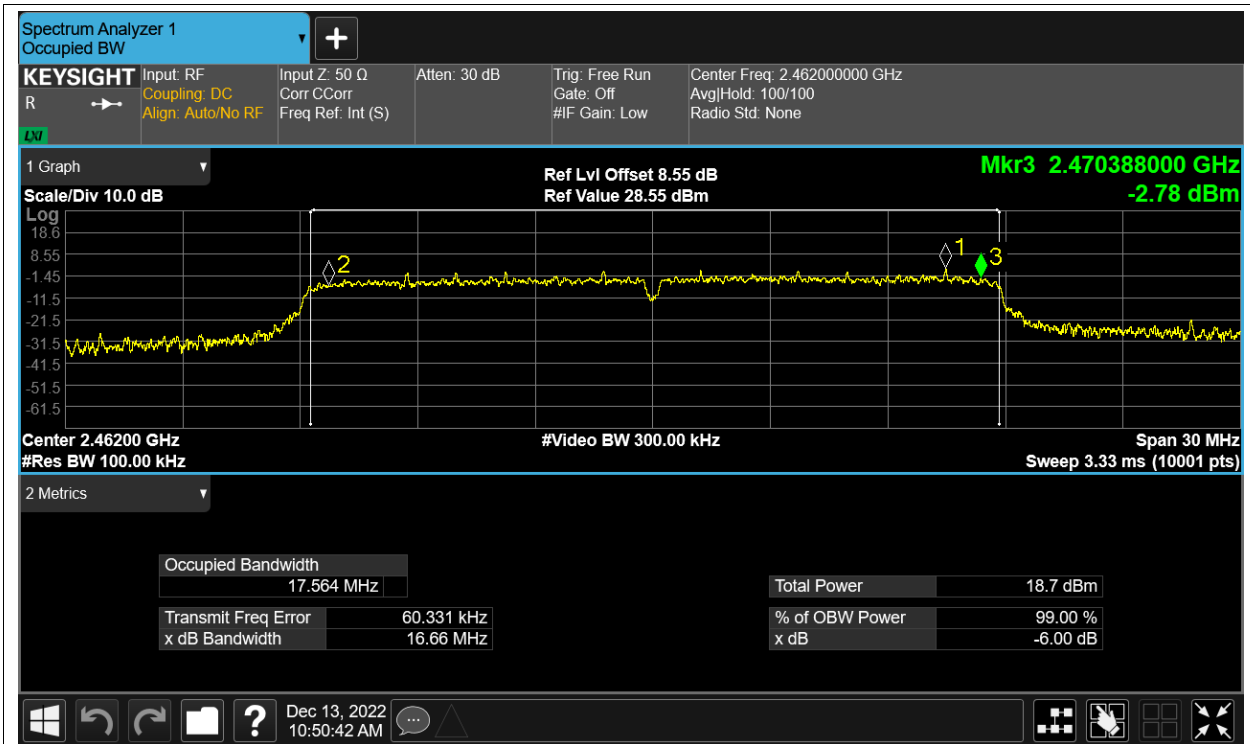 Spectrum Analyzer 1
Occupied BW
KEYSIGHT
R
LXI
Input: RF
Coupling: DC
Align: Auto/No RF
Input Z: 50 Ω
Corr CCorr
Freq Ref: Int (S)
Atten: 30 dB
Trig: Free Run
Gate: Off
#IF Gain: Low
Center Freq: 2.462000000 GHz
Avg|Hold: 100/100
Radio Std: None
1 Graph
Scale/Div 10.0 dB
Ref Lvl Offset 8.55 dB
Ref Value 28.55 dBm
Mkr3 2.470388000 GHz
-2.78 dBm
Log
18.6
8.55
-1.45
-11.5
-21.5
-31.5
-41.5
-51.5
-61.5
2
1
3
Center 2.46200 GHz
#Res BW 100.00 kHz
#Video BW 300.00 kHz
Span 30 MHz
Sweep 3.33 ms (10001 pts)
2 Metrics
Occupied Bandwidth
17.564 MHz
Transmit Freq Error 60.331 kHz
x dB Bandwidth 16.66 MHz
Total Power 18.7 dBm
% of OBW Power 99.00 %
x dB -6.00 dB
?
Dec 13, 2022
10:50:42 AM